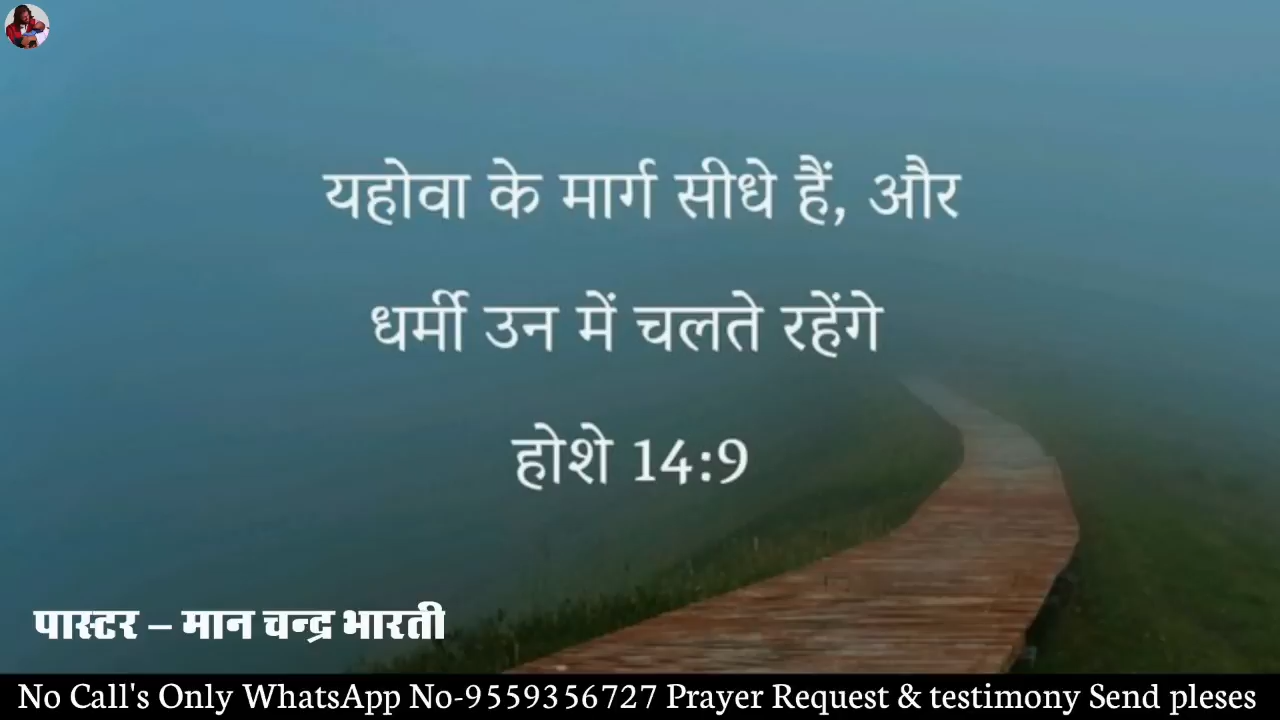 यहोवा के मार्ग सीधे हैं, और
धर्मी उन में चलते रहेंगे
होशे 14:9
पास्टर – मान चन्द्र भारती
No Call's Only WhatsApp No-9559356727 Prayer Request & testimony Send pleses